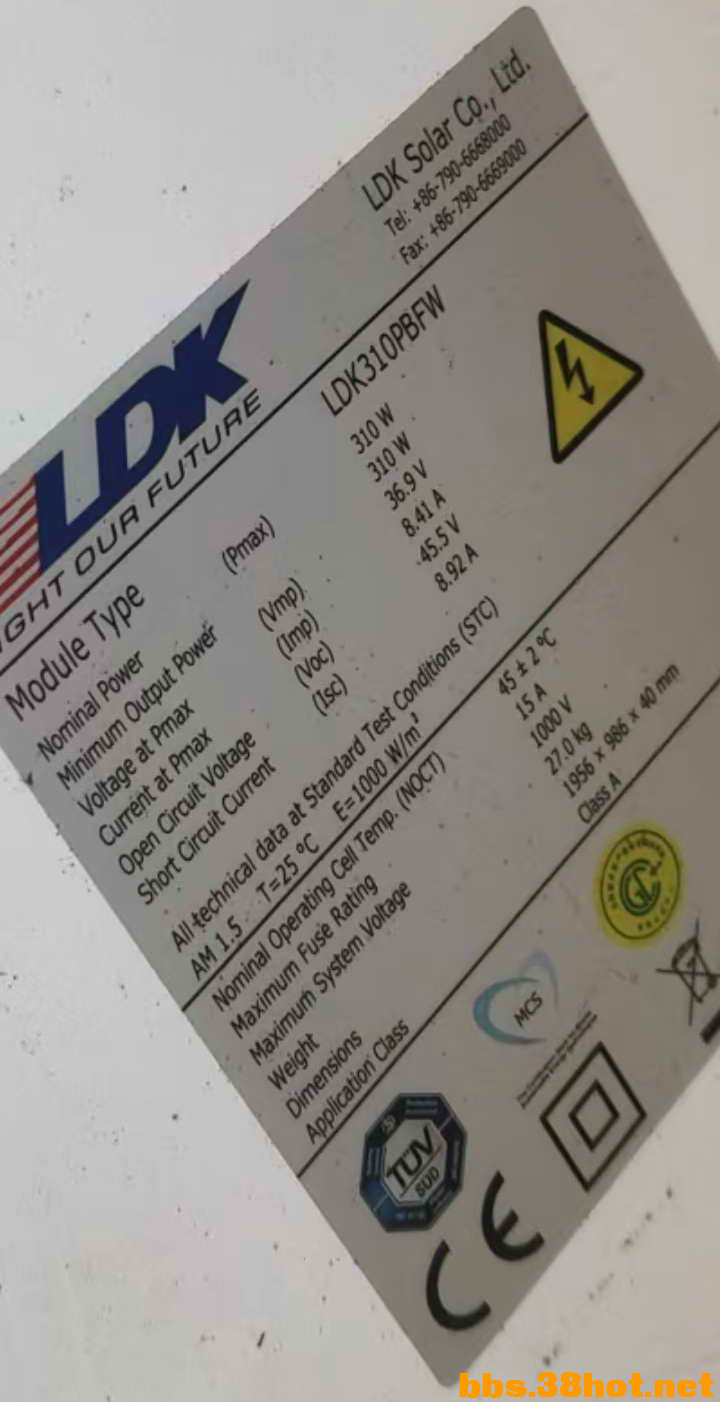 LDK Solar Co., Ltd.
Tel: +86-790-6668000
Fax: +86-790-6669000
LDK
IGHT OUR FUTURE
Module Type LDK310PBFW
Nominal Power (Pmax) 310 W
Minimum Output Power 310 W
Voltage at Pmax (Vmp) 36.9 V
Current at Pmax (Imp) 8.41 A
Open Circuit Voltage (Voc) 45.5 V
Short Circuit Current (Isc) 8.92 A
All technical data at Standard Test Conditions (STC)
AM 1.5 T=25 °C E=1000 W/m²
Nominal Operating Cell Temp. (NOCT) 45 ± 2 °C
Maximum Fuse Rating 15 A
Maximum System Voltage 1000 V
Weight 27.0 kg
Dimensions 1956 × 986 × 40 mm
Application Class Class A
MCS
TÜV
SÜD
CE
bbs.38hot.net